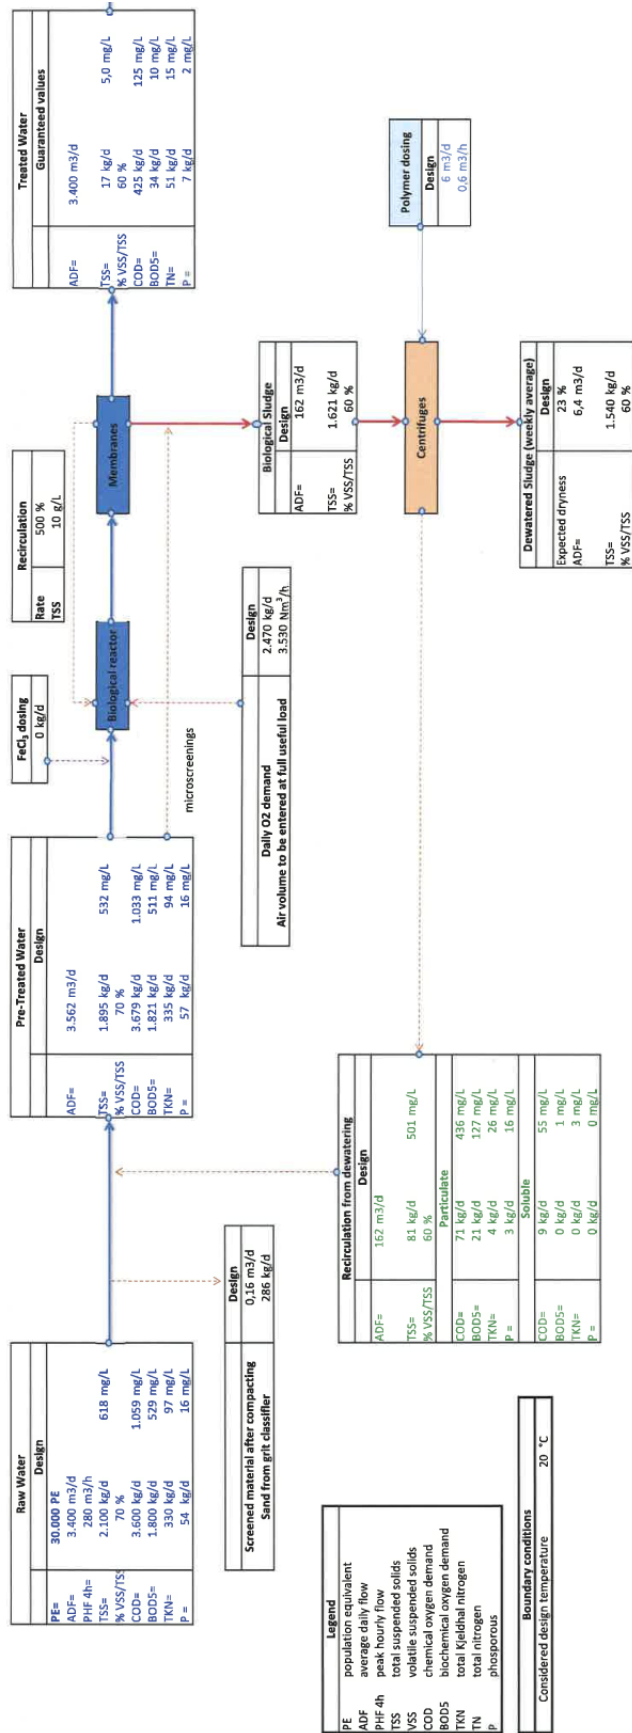 Raw Water
Design
PE= 30.000 PE
ADF= 3.400 m3/d
PHF 4h= 280 m3/h
TSS= 2.100 kg/d 618 mg/L
% VSS/TSS 70 %
COD= 3.600 kg/d 1.059 mg/L
BOD5= 1.800 kg/d 529 mg/L
TKN= 330 kg/d 97 mg/L
P = 54 kg/d 16 mg/L
Design
Screened material after compacting 0,16 m3/d
Sand from grit classifier 286 kg/d
Pre-Treated Water
Design
ADF= 3.562 m3/d
TSS= 1.895 kg/d 532 mg/L
% VSS/TSS 70 %
COD= 3.679 kg/d 1.033 mg/L
BOD5= 1.821 kg/d 511 mg/L
TKN= 335 kg/d 94 mg/L
P = 57 kg/d 16 mg/L
FeCl3 dosing
0 kg/d
Recirculation
Rate 500 %
TSS 10 g/L
Biological reactor
Membranes
microscreenings
Design
Daily O2 demand 2.470 kg/d
Air volume to be entered at full useful load 3.530 Nm³/h
Treated Water
Guaranteed values
ADF= 3.400 m3/d
TSS= 17 kg/d 5,0 mg/L
% VSS/TSS 60 %
COD= 425 kg/d 125 mg/L
BOD5= 34 kg/d 10 mg/L
TN= 51 kg/d 15 mg/L
P = 7 kg/d 2 mg/L
Biological Sludge
Design
ADF= 162 m3/d
TSS= 1.621 kg/d
% VSS/TSS 60 %
Polymer dosing
Design
6 m3/d
0,6 m3/h
Centrifuges
Dewatered Sludge (weekly average)
Design
Expected dryness 23 %
ADF= 6,4 m3/d
TSS= 1.540 kg/d
% VSS/TSS 60 %
Recirculation from dewatering
Design
ADF= 162 m3/d
TSS= 81 kg/d 501 mg/L
% VSS/TSS 60 %
Particulate
COD= 71 kg/d 436 mg/L
BOD5= 21 kg/d 127 mg/L
TKN= 4 kg/d 26 mg/L
P = 3 kg/d 16 mg/L
Soluble
COD= 9 kg/d 55 mg/L
BOD5= 0 kg/d 1 mg/L
TKN= 0 kg/d 3 mg/L
P = 0 kg/d 0 mg/L
Legend
PE population equivalent
ADF average daily flow
PHF 4h peak hourly flow
TSS total suspended solids
VSS volatile suspended solids
COD chemical oxygen demand
BOD5 biochemical oxygen demand
TKN total Kjeldhal nitrogen
TN total nitrogen
P phosporous
Boundary conditions
Considered design temperature 20 °C